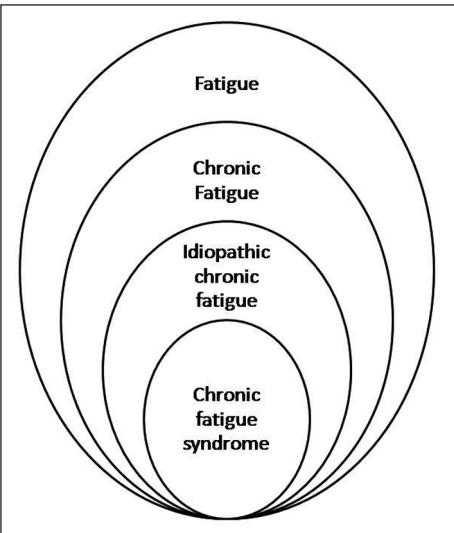 Fatigue
Chronic
Fatigue
Idiopathic
chronic
fatigue
Chronic
fatigue
syndrome